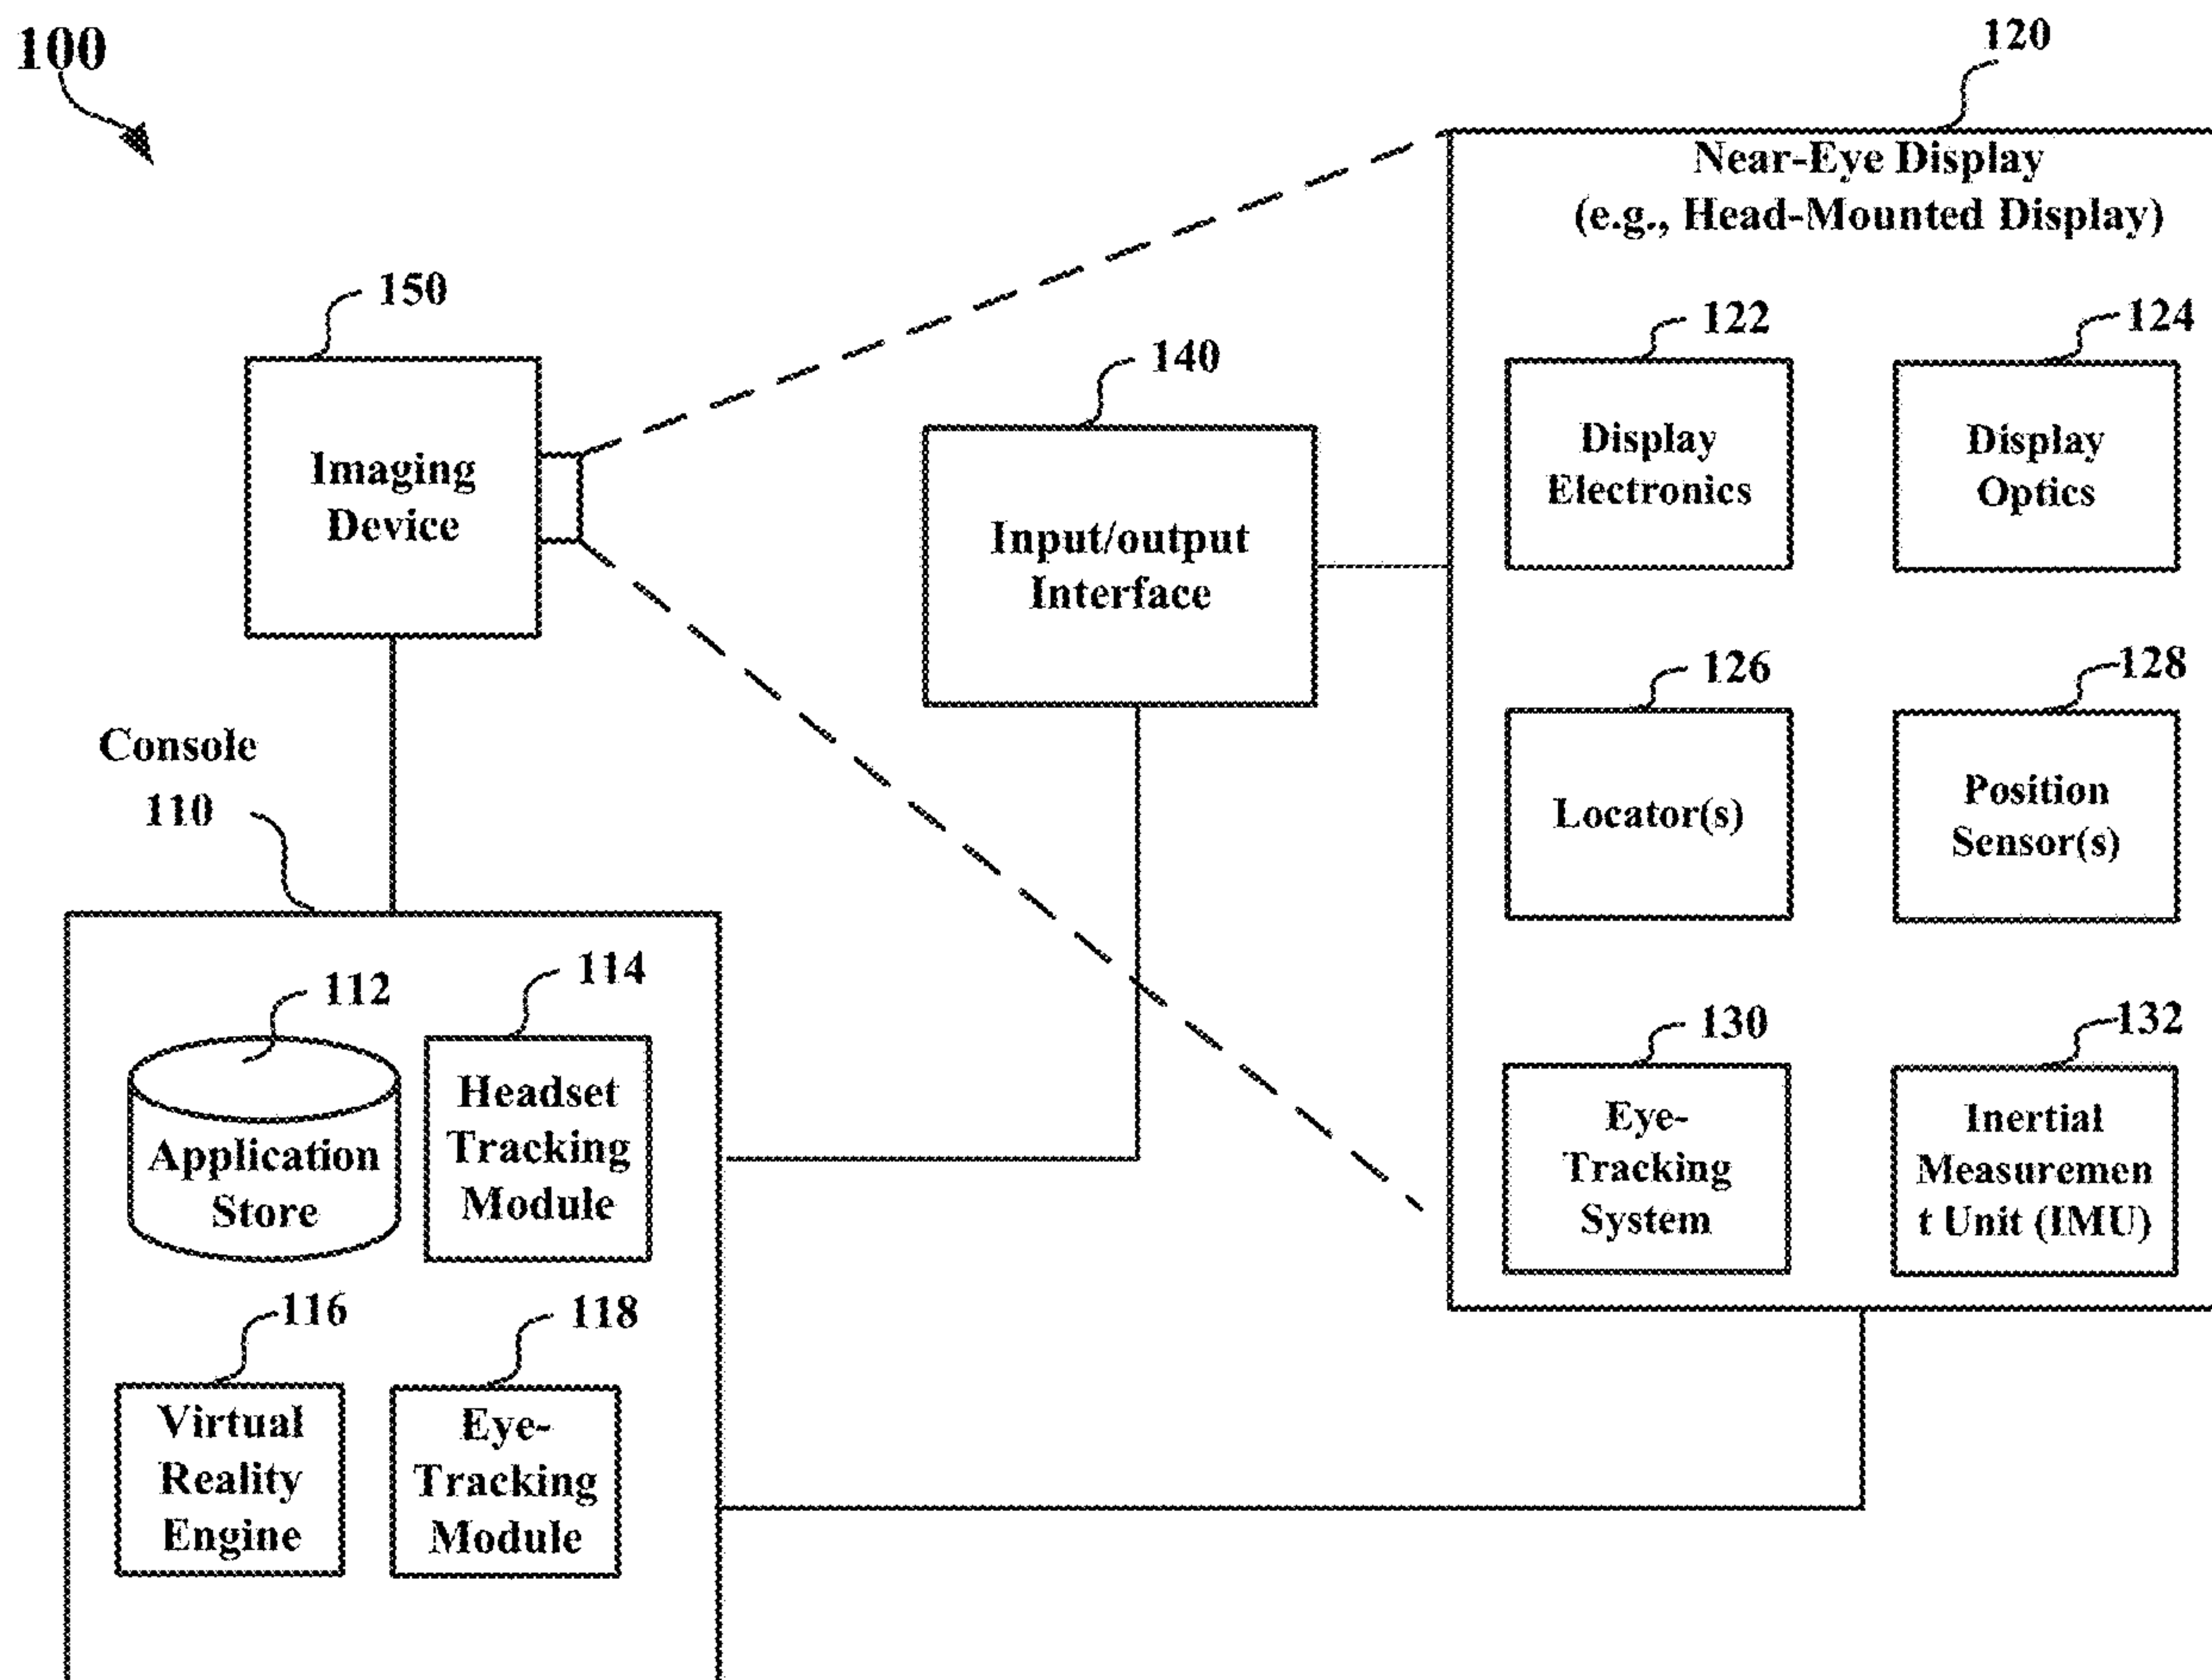 100
120
Near-Eye Display
(e.g., Head-Mounted Display)
150
Imaging
Device
140
Input/output
Interface
122
Display
Electronics
124
Display
Optics
126
Locator(s)
128
Position
Sensor(s)
130
Eye-
Tracking
System
132
Inertial
Measuremen
t Unit (IMU)
Console
110
112
Application
Store
114
Headset
Tracking
Module
116
Virtual
Reality
Engine
118
Eye-
Tracking
Module